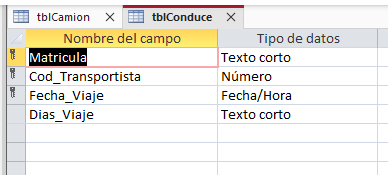 tblCamion tblConduce
Nombre del campo Tipo de datos
Matricula Texto corto
Cod_Transportista Número
Fecha_Viaje Fecha/Hora
Dias_Viaje Texto corto